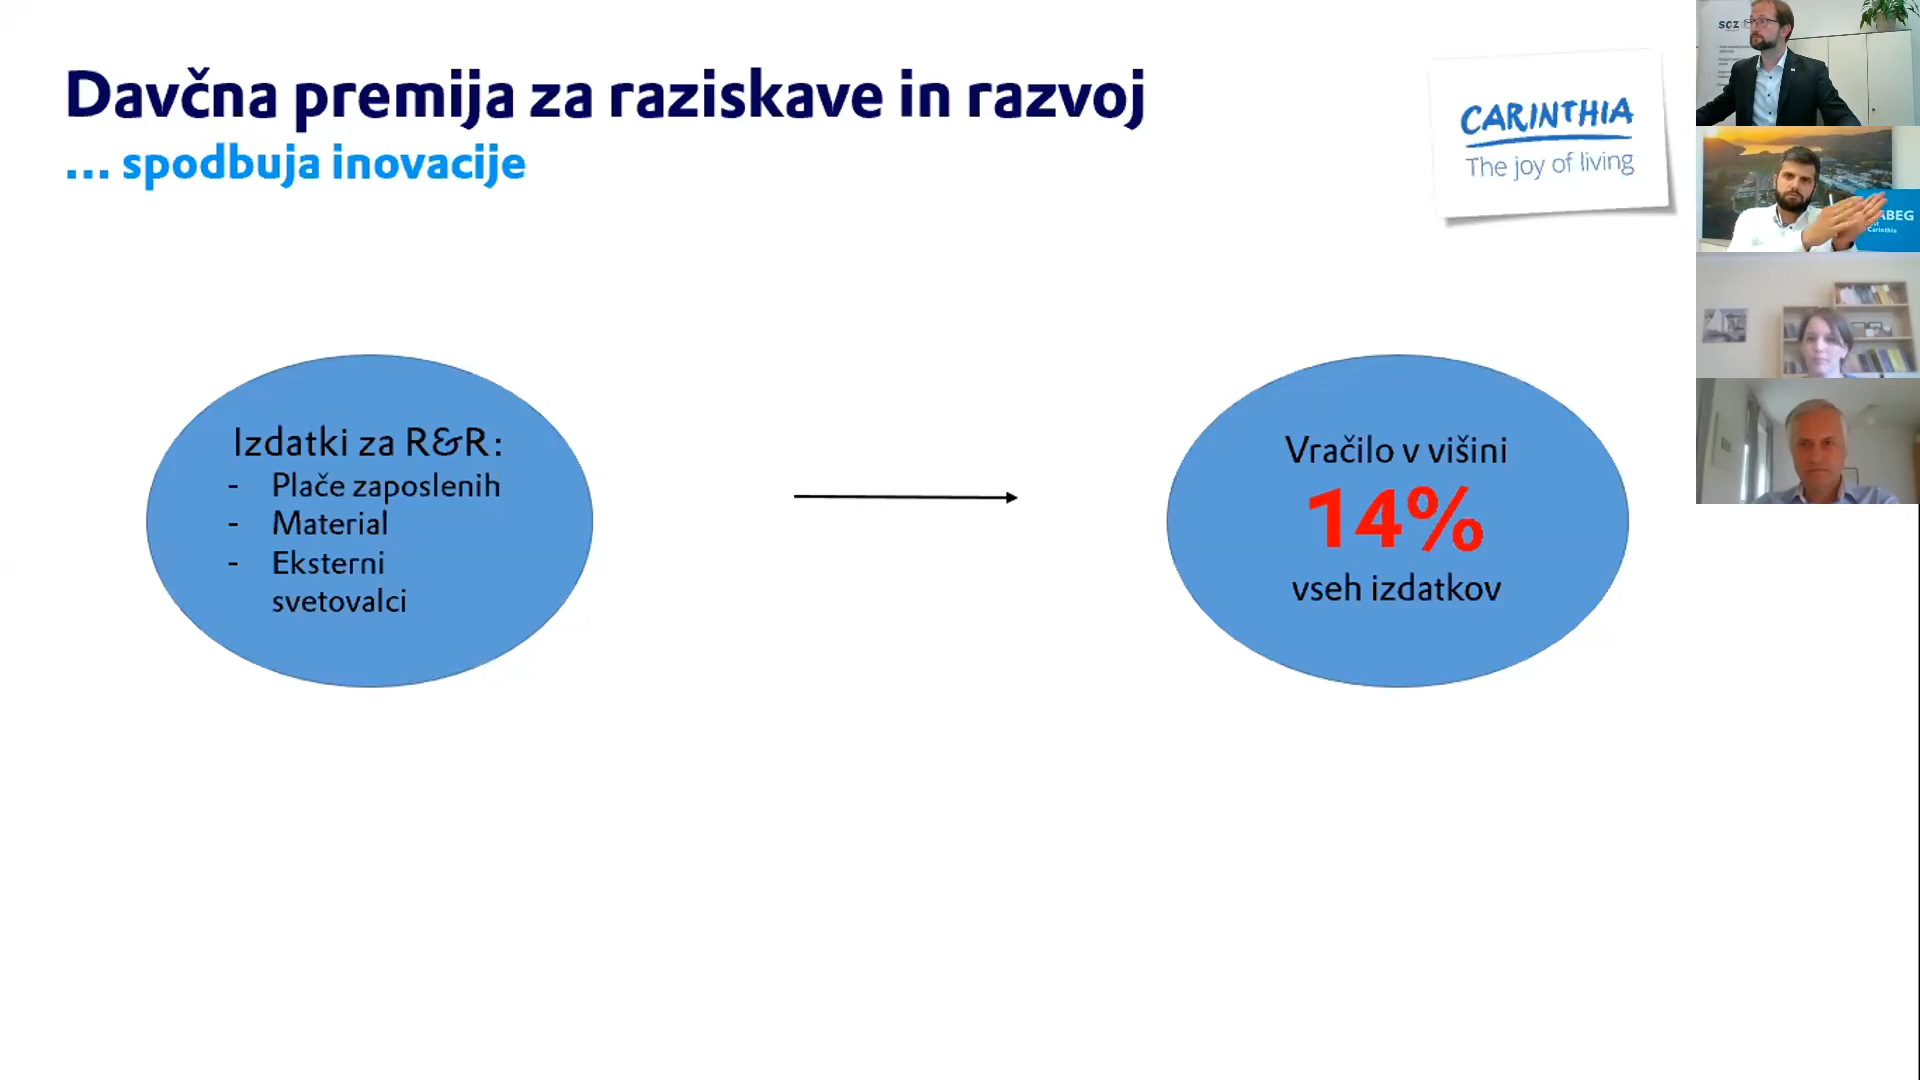 Davčna premija za raziskave in razvoj
... spodbuja inovacije
CARINTHIA
The joy of living
Izdatki za R&R:
- Plače zaposlenih
- Material
- Eksterni
svetovalci
Vračilo v višini
14%
vseh izdatkov
ABEG
Carinthia